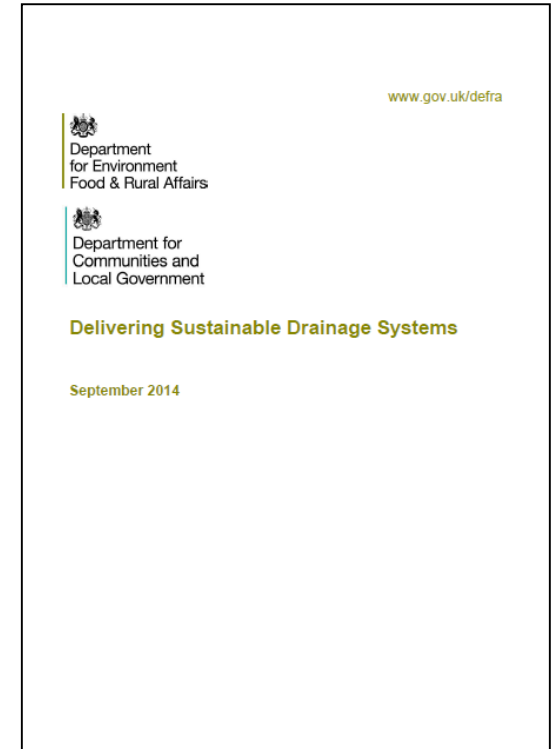 www.gov.uk/defra
Department
for Environment
Food & Rural Affairs
Department for
Communities and
Local Government
Delivering Sustainable Drainage Systems
September 2014